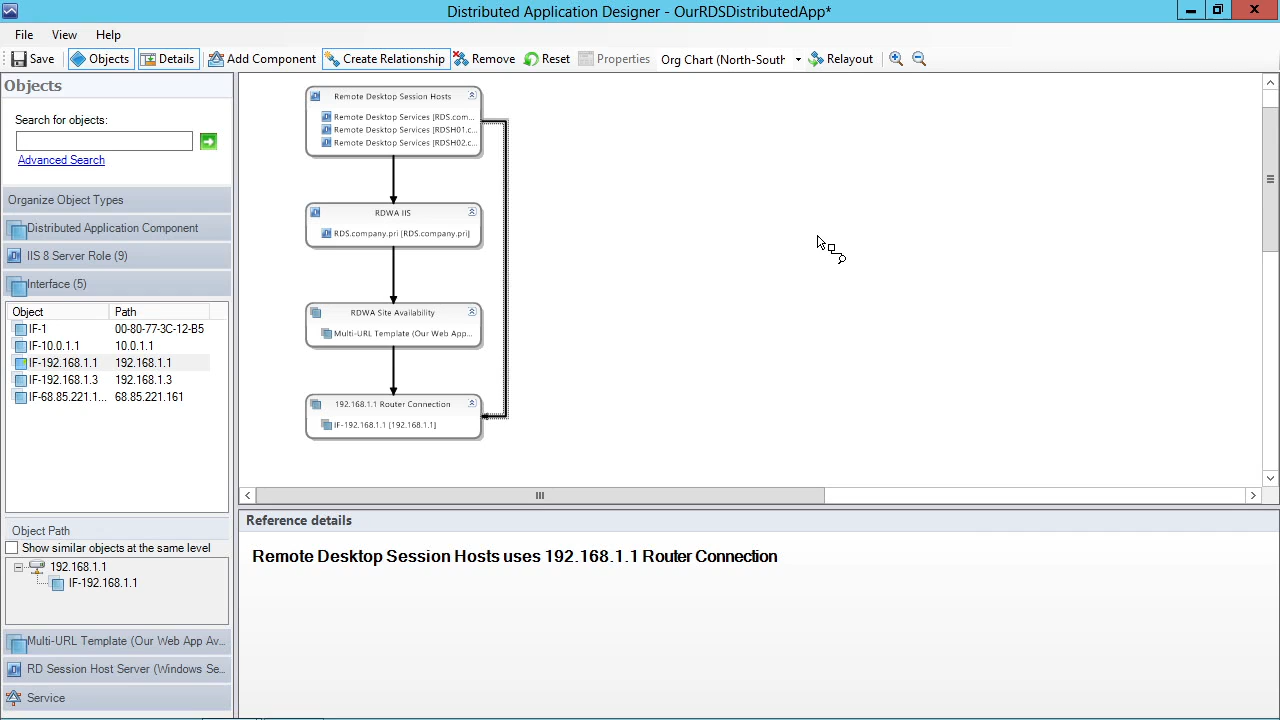 Distributed Application Designer - OurRDSDistributedApp*
File View Help
Save Objects Details Add Component Create Relationship Remove Reset Properties Org Chart (North-South Relayout
Objects
Search for objects:
Advanced Search
Organize Object Types
Distributed Application Component
IIS 8 Server Role (9)
Interface (5)
Object Path
IF-1 00-80-77-3C-12-B5
IF-10.0.1.1 10.0.1.1
IF-192.168.1.1 192.168.1.1
IF-192.168.1.3 192.168.1.3
IF-68.85.221.1... 68.85.221.161
Object Path
Show similar objects at the same level
192.168.1.1
IF-192.168.1.1
Multi-URL Template (Our Web App Av...
RD Session Host Server (Windows Se...
Service
Remote Desktop Session Hosts
Remote Desktop Services [RDS.com...
Remote Desktop Services [RDSH01.c...
Remote Desktop Services [RDSH02.c...
RDWA IIS
RDS.company.pri [RDS.company.pri]
RDWA Site Availability
Multi-URL Template (Our Web App...
192.168.1.1 Router Connection
IF-192.168.1.1 [192.168.1.1]
Reference details
Remote Desktop Session Hosts uses 192.168.1.1 Router Connection